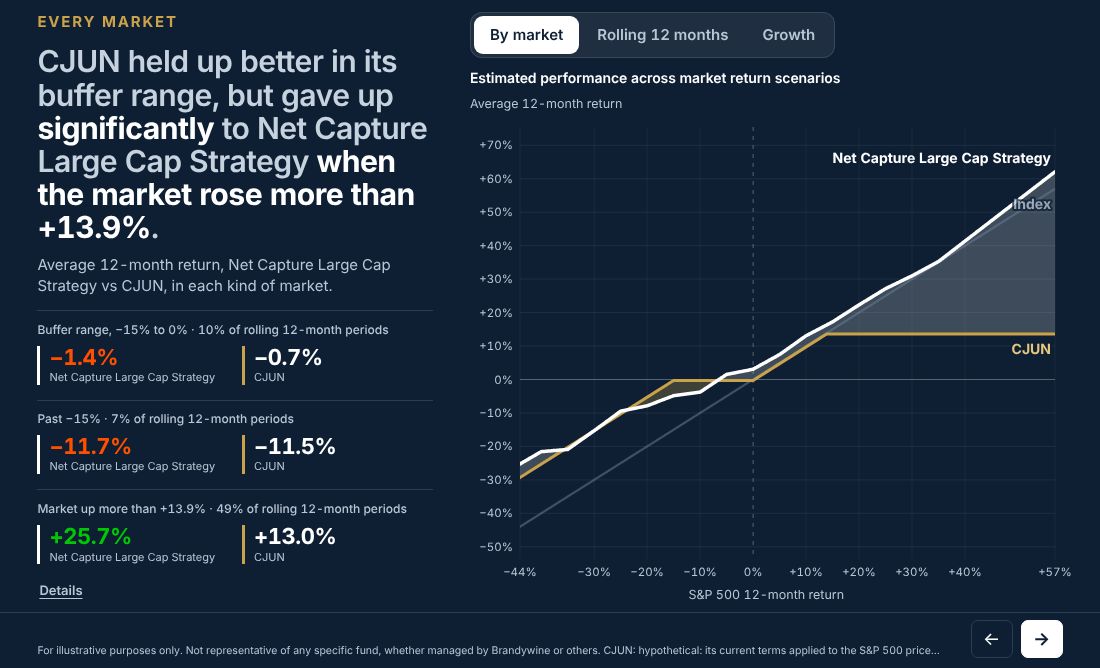 EVERY MARKET
CJUN held up better in its
buffer range, but gave up
significantly to Net Capture
Large Cap Strategy when
the market rose more than
+13.9%.
Average 12-month return, Net Capture Large Cap
Strategy vs CJUN, in each kind of market.
Buffer range, −15% to 0% · 10% of rolling 12-month periods
−1.4%
Net Capture Large Cap Strategy
−0.7%
CJUN
Past −15% · 7% of rolling 12-month periods
−11.7%
Net Capture Large Cap Strategy
−11.5%
CJUN
Market up more than +13.9% · 49% of rolling 12-month periods
+25.7%
Net Capture Large Cap Strategy
+13.0%
CJUN
Details
By market
Rolling 12 months
Growth
Estimated performance across market return scenarios
Average 12-month return
+70%
+60%
+50%
+40%
+30%
+20%
+10%
0%
−10%
−20%
−30%
−40%
−50%
Net Capture Large Cap Strategy
Index
CJUN
−44%
−30%
−20%
−10%
0%
+10%
+20%
+30%
+40%
+57%
S&P 500 12-month return
For illustrative purposes only. Not representative of any specific fund, whether managed by Brandywine or others. CJUN: hypothetical: its current terms applied to the S&P 500 price...
← →